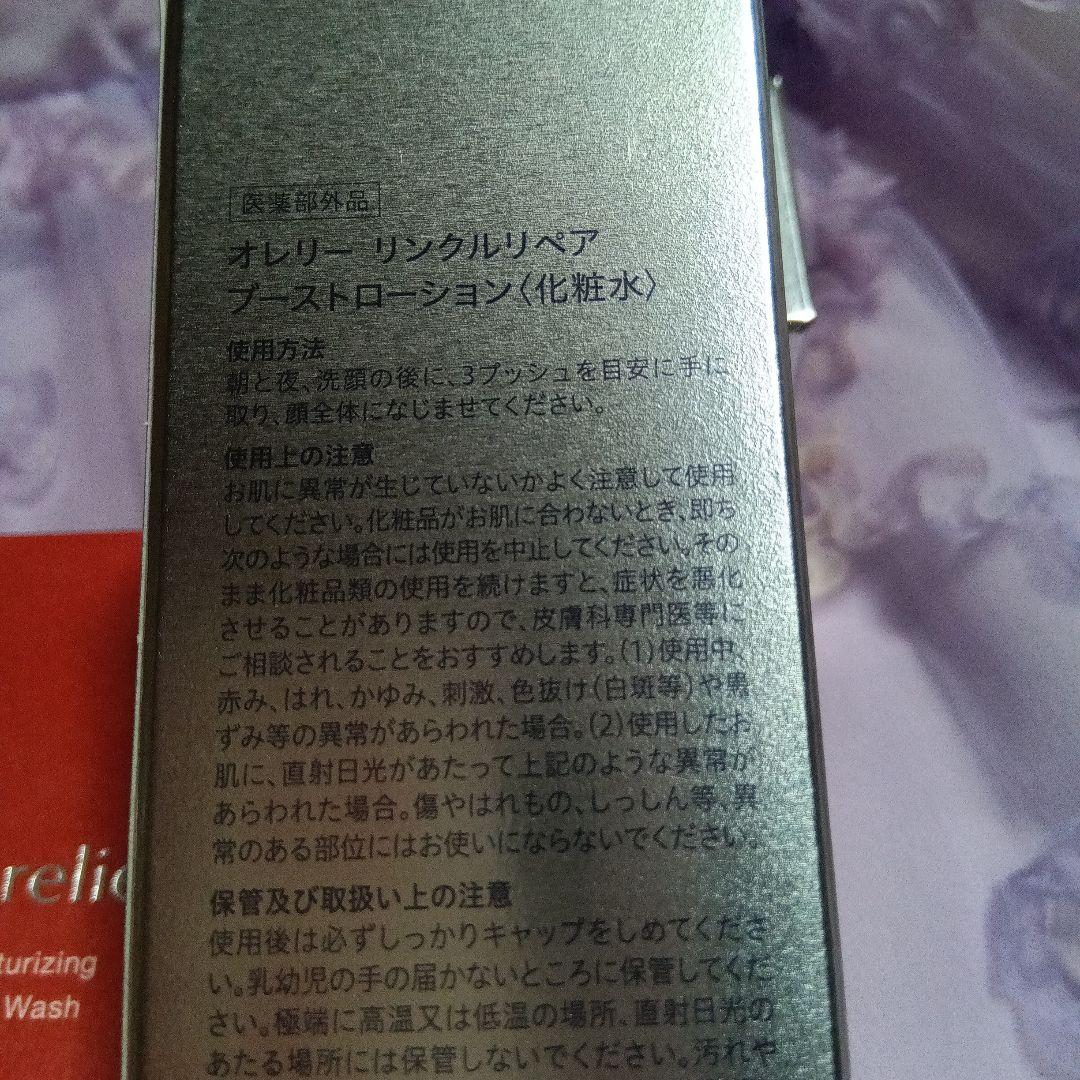 医薬部外品
オレリー リンクルリペア
ブーストローション〈化粧水〉
使用方法
朝と夜、洗顔の後に、3プッシュを目安に手に
取り、顔全体になじませてください。
使用上の注意
お肌に異常が生じていないかよく注意して使用
してください。化粧品がお肌に合わないとき、即ち
次のような場合には使用を中止してください。その
まま化粧品類の使用を続けますと、症状を悪化
させることがありますので、皮膚科専門医等に
ご相談されることをおすすめします。(1)使用中、
赤み、はれ、かゆみ、刺激、色抜け(白斑等)や黒
ずみ等の異常があらわれた場合。(2)使用したお
肌に、直射日光があたって上記のような異常が
あらわれた場合。傷やはれもの、しっしん等、異
常のある部位にはお使いにならないでください。
保管及び取扱い上の注意
使用後は必ずしっかりキャップをしめてくださ
い。乳幼児の手の届かないところに保管してくだ
さい。極端に高温又は低温の場所、直射日光の
あたる場所には保管しないでください。汚れや
relic
turizing
Wash